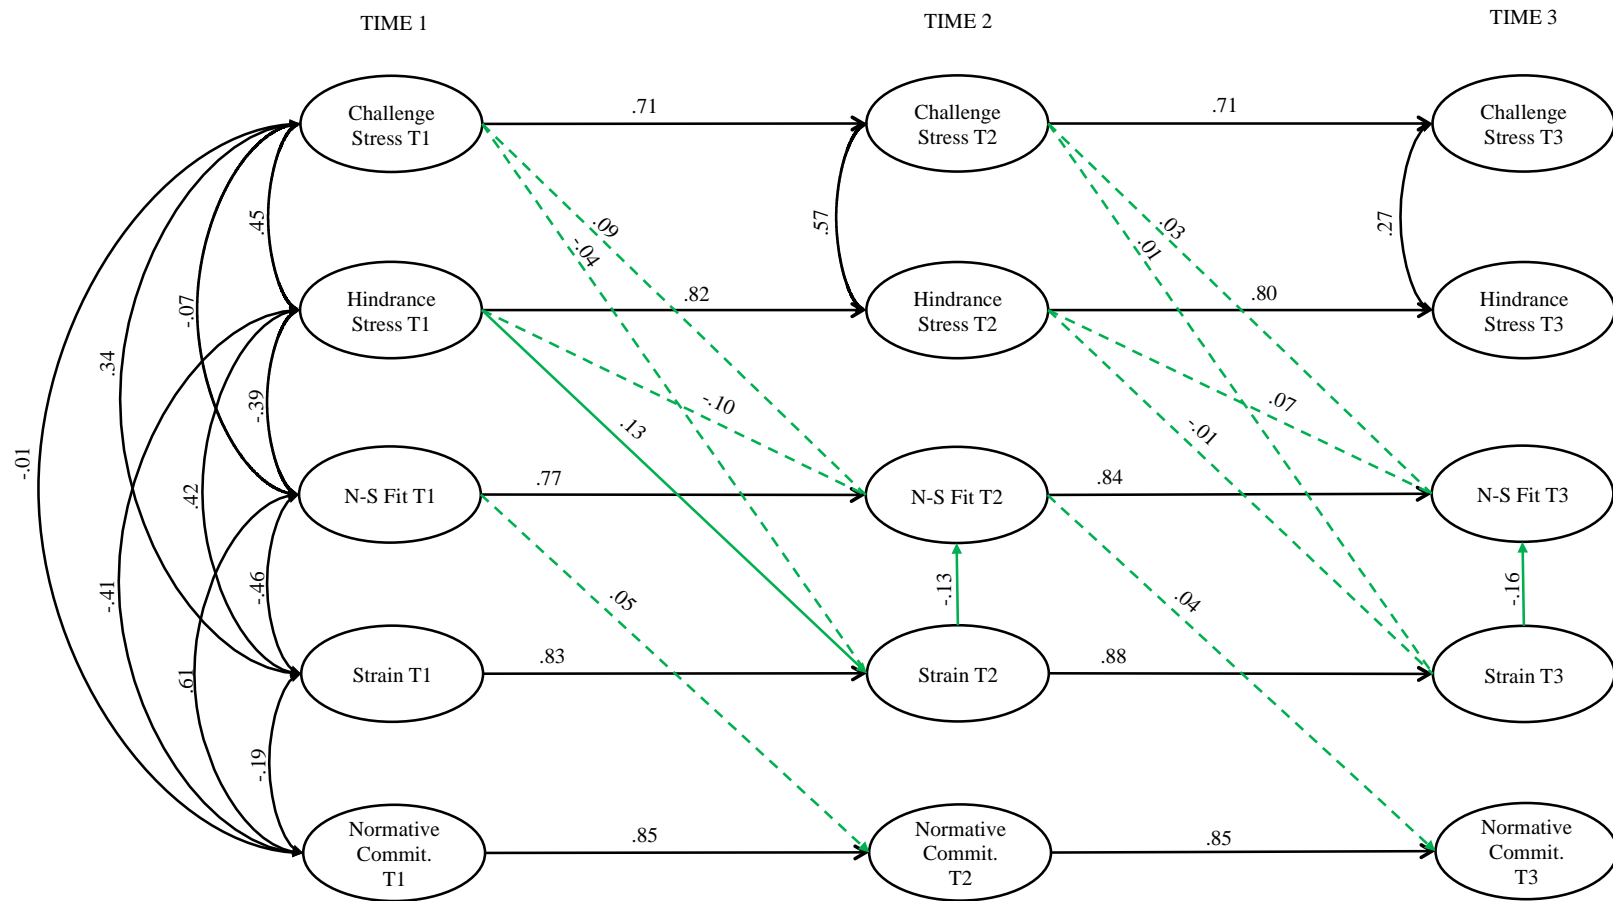 TIME 1
TIME 2
TIME 3
Challenge
Stress T1
.71
Challenge
Stress T2
.71
Challenge
Stress T3
.45
.09
-.04
.57
.03
.01
.27
-.07
Hindrance
Stress T1
.82
Hindrance
Stress T2
.80
Hindrance
Stress T3
.34
-.39
-.10
.13
.07
-.01
-.01
.42
N-S Fit T1
.77
N-S Fit T2
.84
N-S Fit T3
-.41
-.46
.05
-.13
.04
-.16
.61
Strain T1
.83
Strain T2
.88
Strain T3
-.19
Normative
Commit.
T1
.85
Normative
Commit.
T2
.85
Normative
Commit.
T3